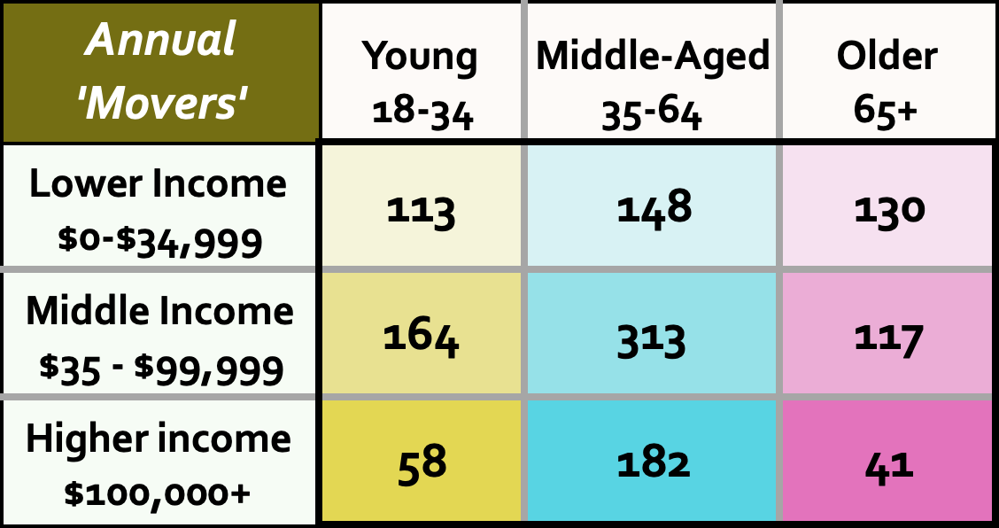 Annual
'Movers'
Young
18-34
Middle-Aged
35-64
Older
65+
Lower Income
$0-$34,999
113
148
130
Middle Income
$35 - $99,999
164
313
117
Higher income
$100,000+
58
182
41